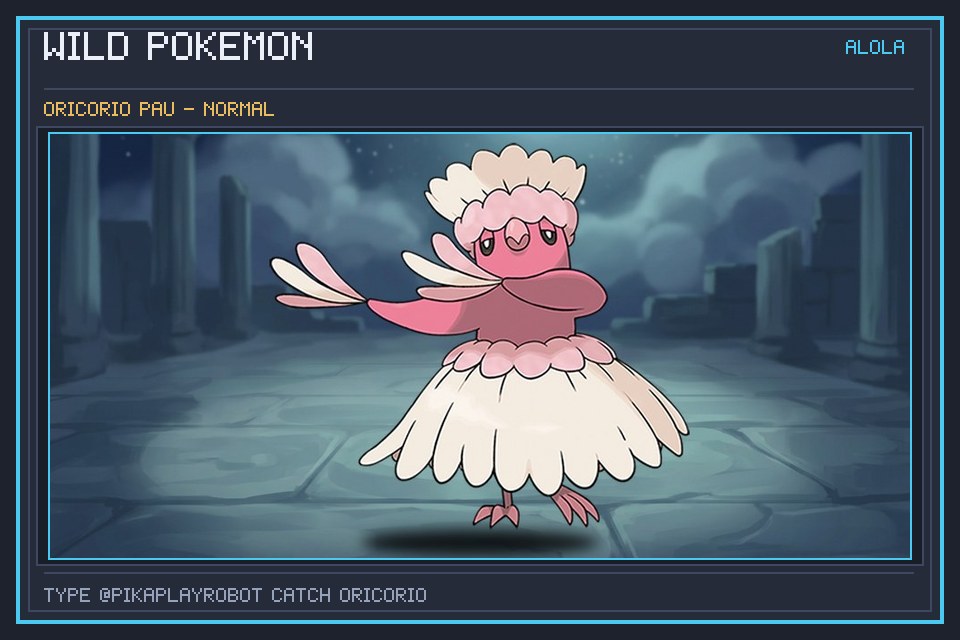 WILD POKEMON
ALOLA
ORICORIO PAU - NORMAL
TYPE @PIKAPLAYROBOT CATCH ORICORIO